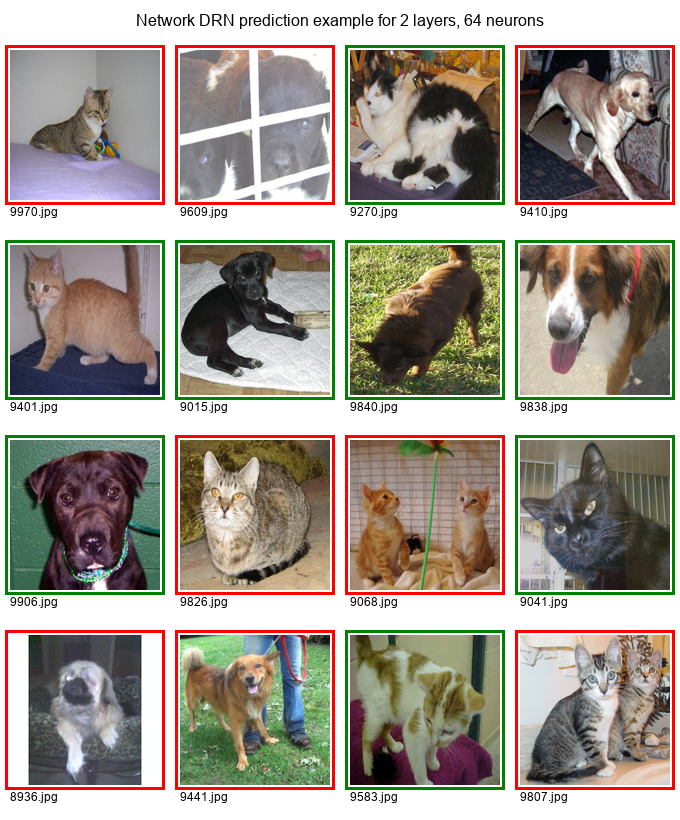 Network DRN prediction example for 2 layers, 64 neurons
9970.jpg 9609.jpg 9270.jpg 9410.jpg
9401.jpg 9015.jpg 9840.jpg 9838.jpg
9906.jpg 9826.jpg 9068.jpg 9041.jpg
8936.jpg 9441.jpg 9583.jpg 9807.jpg